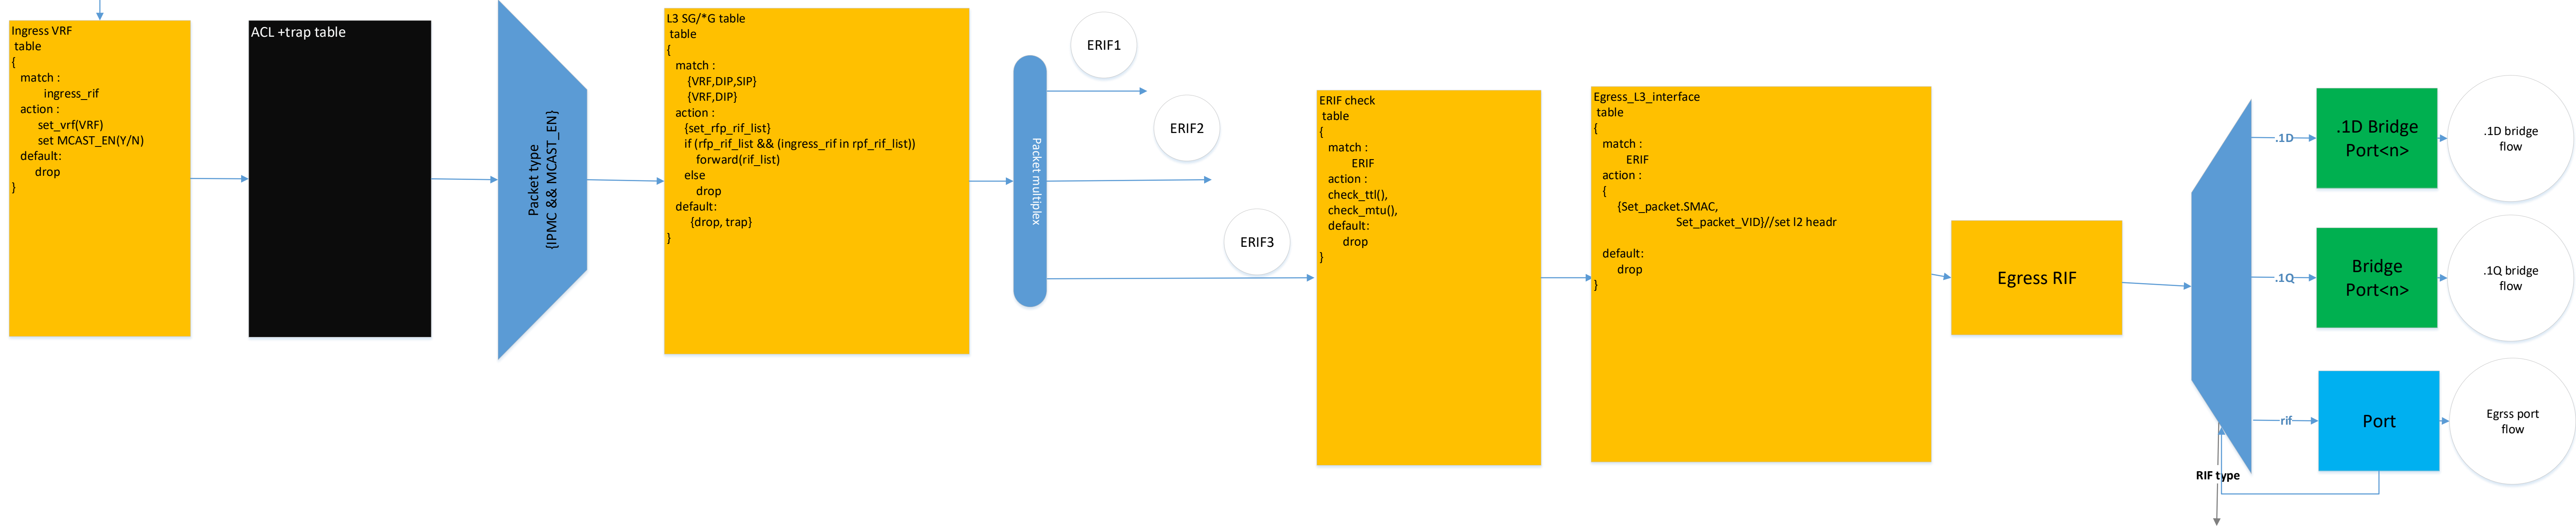 Ingress VRF
table
{
match :
ingress_rif
action :
set_vrf(VRF)
set MCAST_EN(Y/N)
default:
drop
}
ACL +trap table
Packet type
{IPMC && MCAST_EN}
L3 SG/*G table
table
{
match :
{VRF,DIP,SIP}
{VRF,DIP}
action :
{set_rfp_rif_list}
if (rfp_rif_list && (ingress_rif in rpf_rif_list))
forward(rif_list)
else
drop
default:
{drop, trap}
}
Packet multiplex
ERIF1
ERIF2
ERIF3
ERIF check
table
{
match :
ERIF
action :
check_ttl(),
check_mtu(),
default:
drop
}
Egress_L3_interface
table
{
match :
ERIF
action :
{
{Set_packet.SMAC,
Set_packet_VID}//set l2 headr
default:
drop
}
Egress RIF
RIF type
.1D
.1D Bridge
Port<n>
.1D bridge
flow
.1Q
Bridge
Port<n>
.1Q bridge
flow
rif
Port
Egrss port
flow